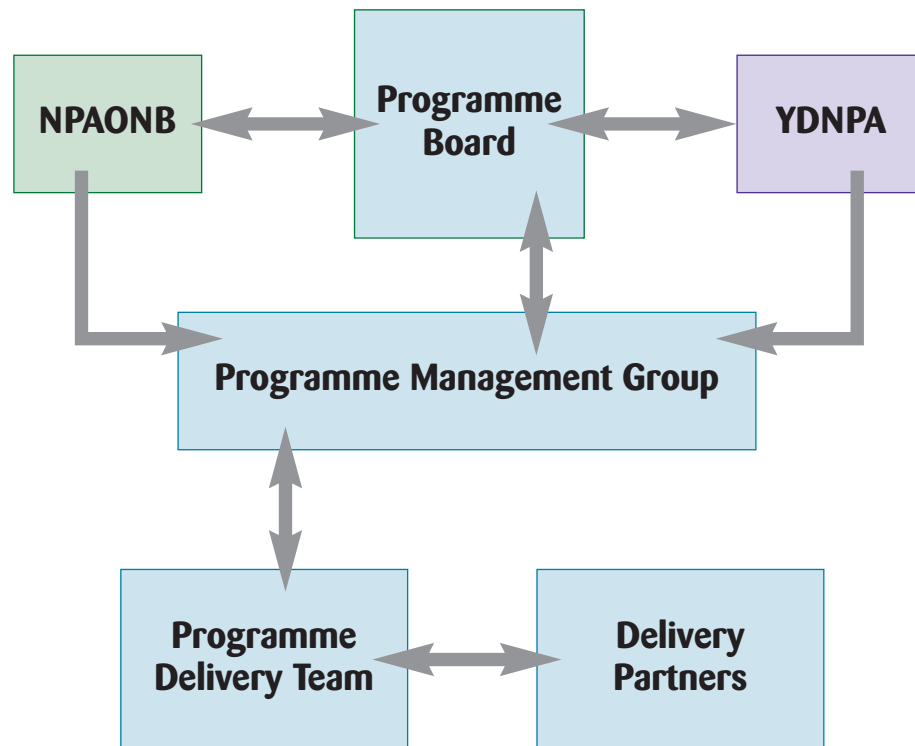 NPAONB
Programme
Board
YDNPA
Programme Management Group
Programme
Delivery Team
Delivery
Partners